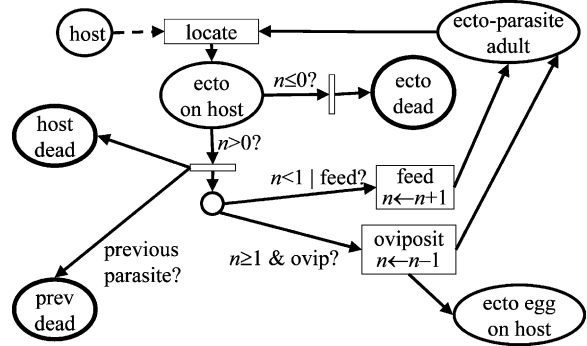 host
locate
ecto-parasite
adult
ecto
on host
n≤0?
ecto
dead
host
dead
n>0?
n<1 | feed?
feed
n←n+1
previous
parasite?
n≥1 & ovip?
oviposit
n←n–1
prev
dead
ecto egg
on host